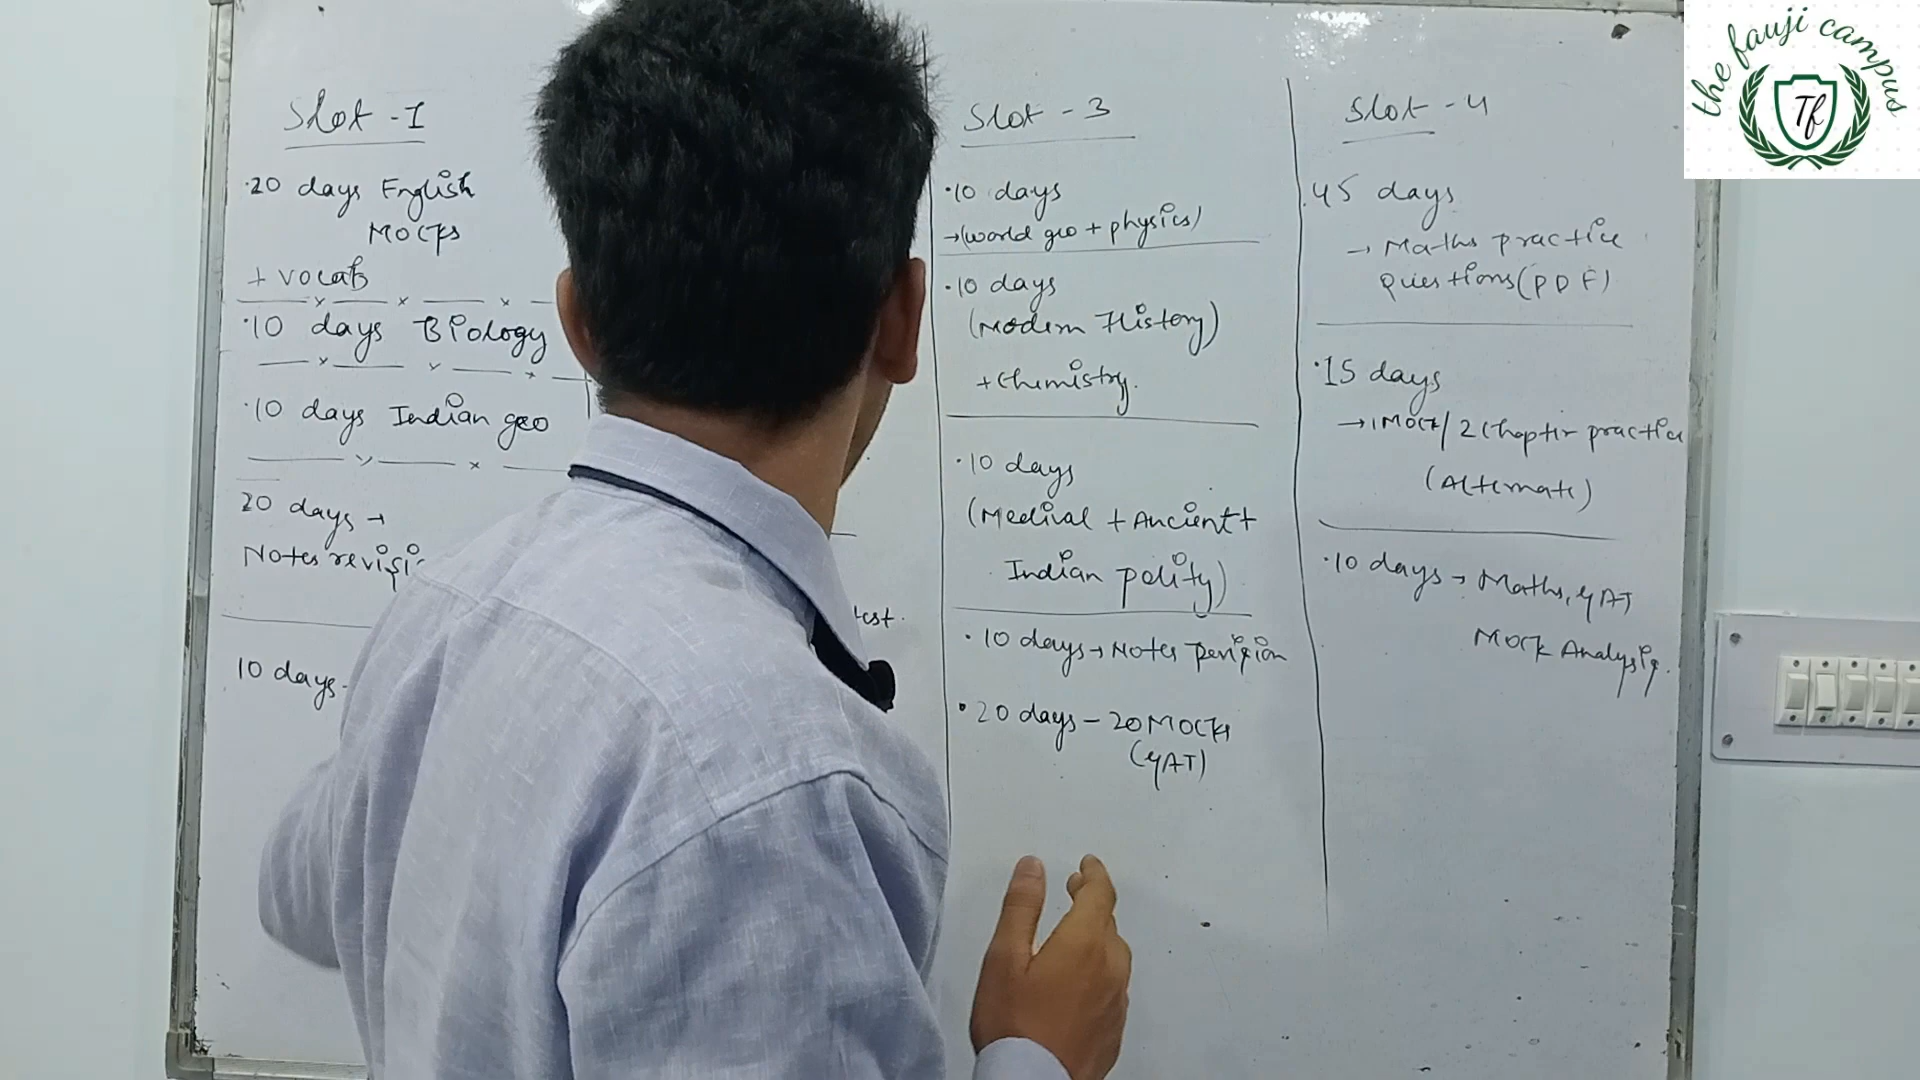 Slot - 1
·20 days English
Mocks
+ vocab
·10 days Biology
·10 days Indian geo
20 days →
Notes revisi
10 days-
test.
Slot - 3
·10 days
→(world geo + physics)
·10 days
(Modern History)
+ chemistry.
·10 days
(Medival + Ancient +
Indian polity)
· 10 days → Notes Revision
· 20 days - 20 Mocks
(GAT)
Slot - 4
·45 days
→ Maths practice
Questions (PDF)
·15 days
→ 1 Mock/ 2 Chapter practice
(Alternate)
·10 days → Maths, GAT
Mock Analysis.
the fauji campus
Tf